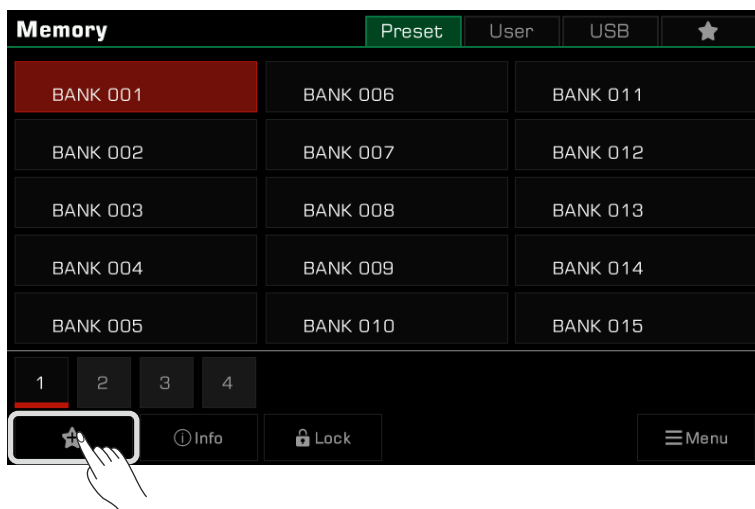 Memory Preset User USB
BANK 001 BANK 006 BANK 011
BANK 002 BANK 007 BANK 012
BANK 003 BANK 008 BANK 013
BANK 004 BANK 009 BANK 014
BANK 005 BANK 010 BANK 015
1 2 3 4
Info Lock Menu